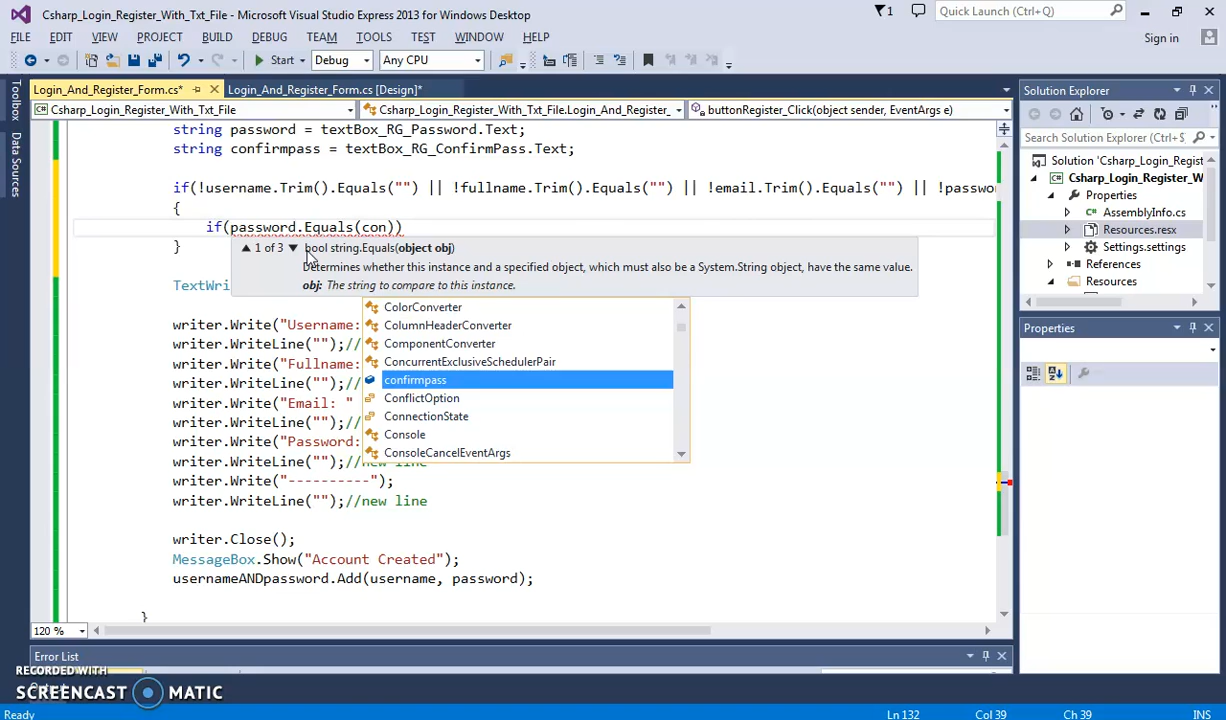 Csharp_Login_Register_With_Txt_File - Microsoft Visual Studio Express 2013 for Windows Desktop
1
Quick Launch (Ctrl+Q)
FILE EDIT VIEW PROJECT BUILD DEBUG TEAM TOOLS TEST WINDOW HELP
Sign in
Start Debug Any CPU
Toolbox
Data Sources
Login_And_Register_Form.cs* Login_And_Register_Form.cs [Design]*
Csharp_Login_Register_With_Txt_File Csharp_Login_Register_With_Txt_File.Login_And_Register_ buttonRegister_Click(object sender, EventArgs e)
string password = textBox_RG_Password.Text;
string confirmpass = textBox_RG_ConfirmPass.Text;
if(!username.Trim().Equals("") || !fullname.Trim().Equals("") || !email.Trim().Equals("") || !passwo
{
if(password.Equals(con))
}
1 of 3 bool string.Equals(object obj)
Determines whether this instance and a specified object, which must also be a System.String object, have the same value.
obj: The string to compare to this instance.
TextWri
ColorConverter
ColumnHeaderConverter
ComponentConverter
ConcurrentExclusiveSchedulerPair
confirmpass
ConflictOption
ConnectionState
Console
ConsoleCancelEventArgs
writer.Write("Username:
writer.WriteLine("");//
writer.Write("Fullname:
writer.WriteLine("");//
writer.Write("Email: "
writer.WriteLine("");//
writer.Write("Password:
writer.WriteLine("");//new line
writer.Write("----------");
writer.WriteLine("");//new line
writer.Close();
MessageBox.Show("Account Created");
usernameANDpassword.Add(username, password);
}
120 %
Error List
Solution Explorer
Search Solution Explorer (Ctrl+;)
Solution 'Csharp_Login_Regist
Csharp_Login_Register_W
Properties
AssemblyInfo.cs
Resources.resx
Settings.settings
References
Resources
Properties
RECORDED WITH
SCREENCAST MATIC
Ready Ln 132 Col 39 Ch 39 INS